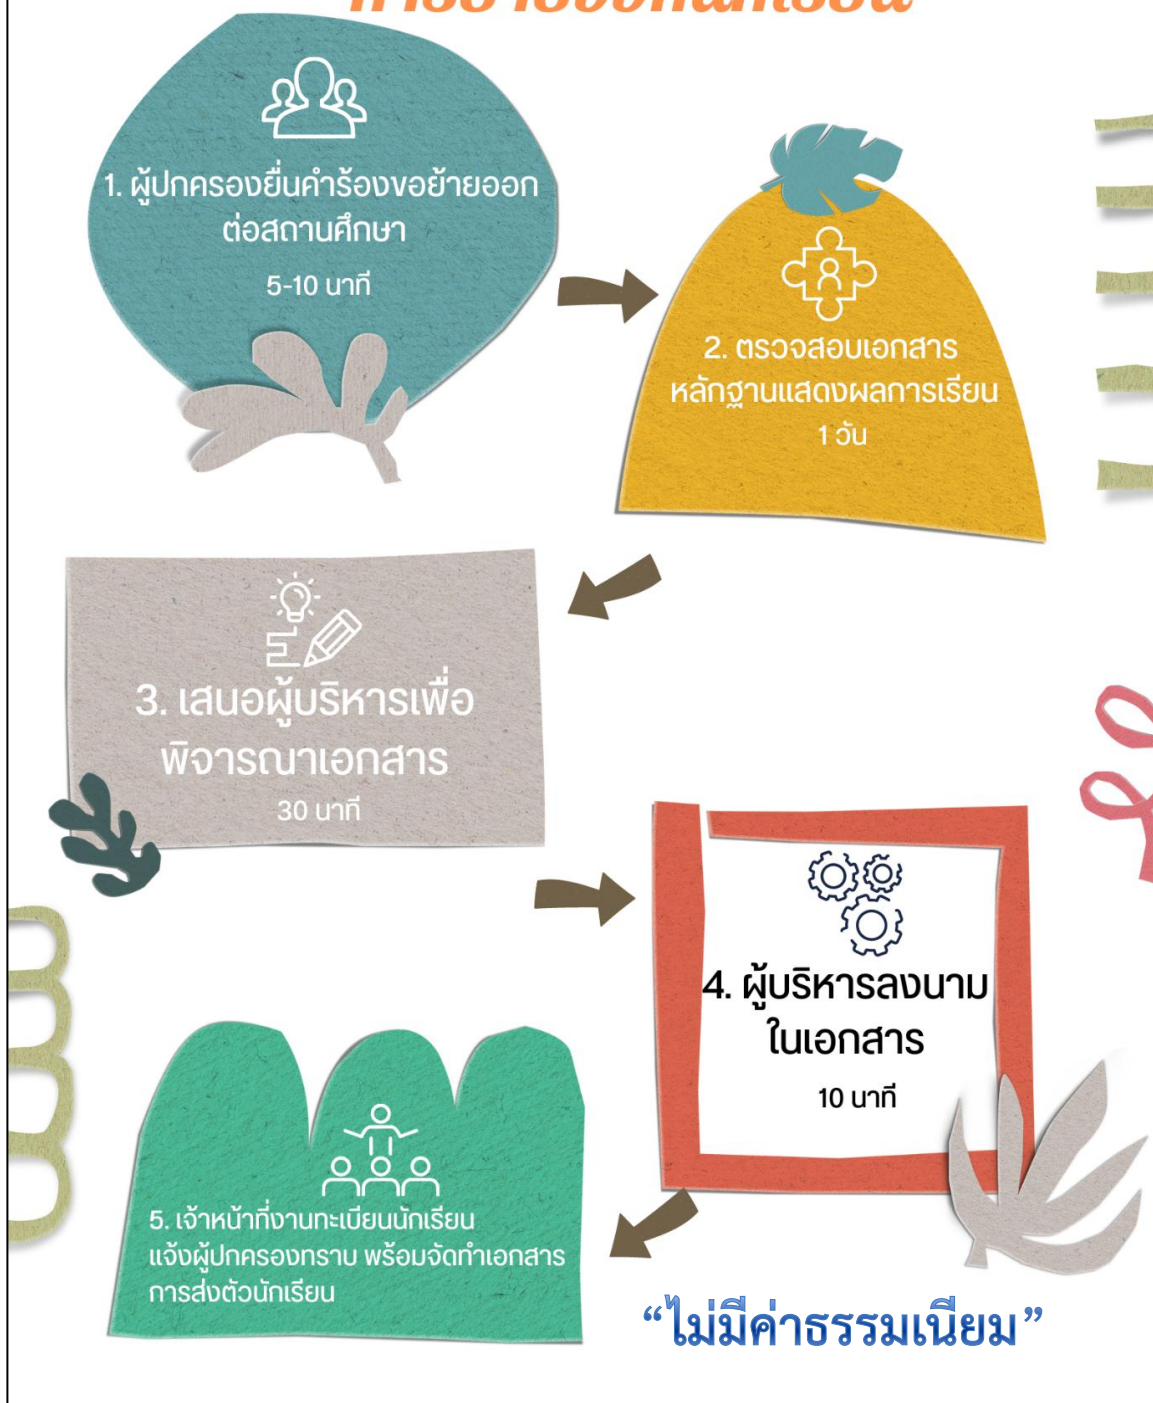 1. ผู้ปกครองยื่นคำร้องขอย้ายออก
ต่อสถานศึกษา
5-10 นาที
2. ตรวจสอบเอกสาร
หลักฐานแสดงผลการเรียน
1 วัน
3. เสนอผู้บริหารเพื่อ
พิจารณาเอกสาร
30 นาที
4. ผู้บริหารลงนาม
ในเอกสาร
10 นาที
5. เจ้าหน้าที่งานทะเบียนนักเรียน
แจ้งผู้ปกครองทราบ พร้อมจัดทำเอกสาร
การส่งตัวนักเรียน
“ไม่มีค่าธรรมเนียม”